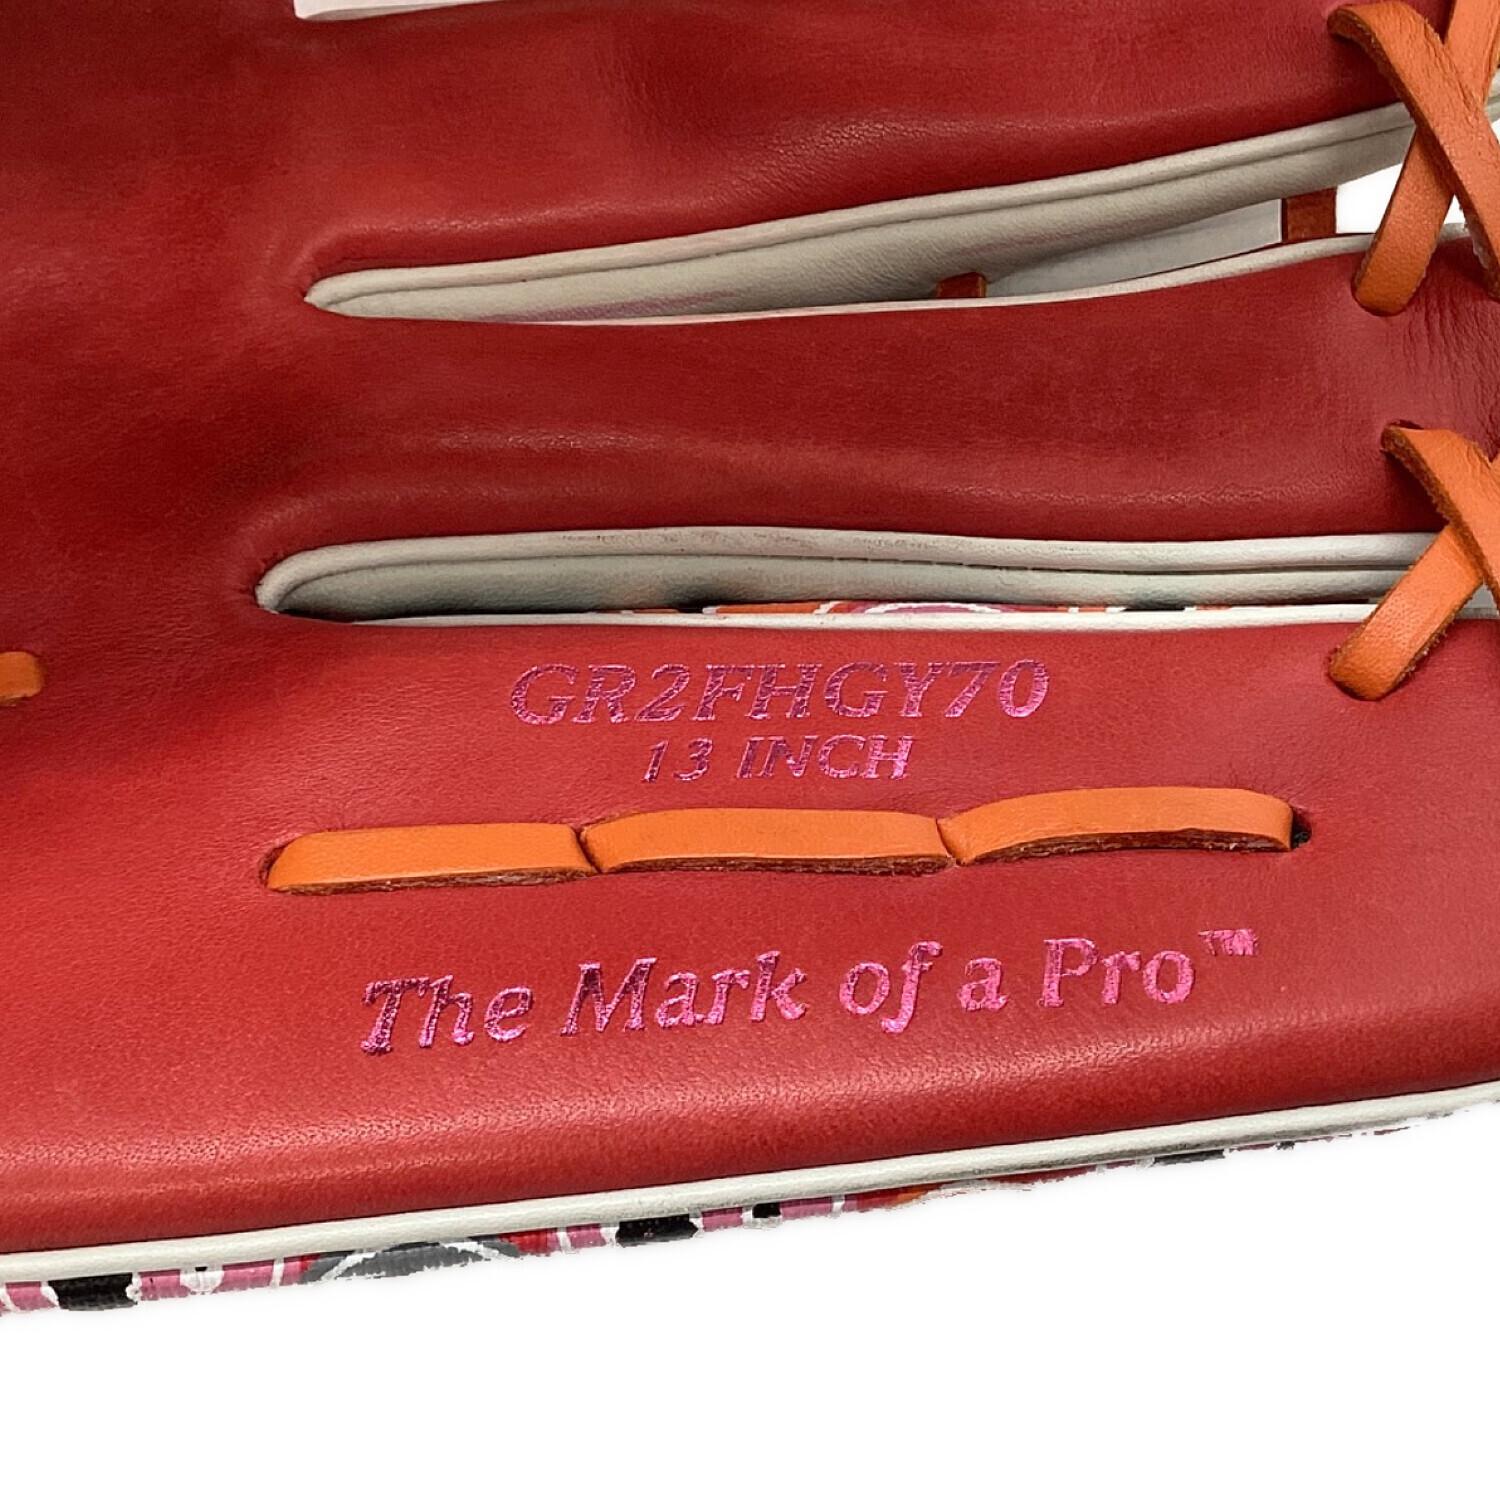 GR2FHGY70
13 INCH
The Mark of a Pro™